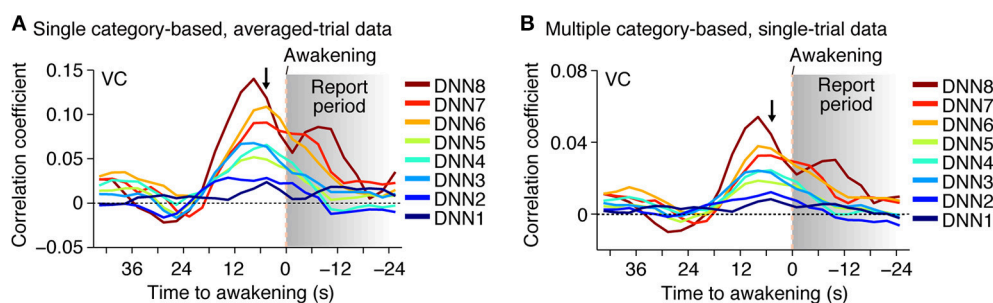 A Single category-based, averaged-trial data
Awakening
VC
Report
period
Correlation coefficient
0.15
0.10
0.05
0
−0.05
36 24 12 0 −12 −24
Time to awakening (s)
DNN8
DNN7
DNN6
DNN5
DNN4
DNN3
DNN2
DNN1
B Multiple category-based, single-trial data
Awakening
VC
Report
period
Correlation coefficient
0.08
0.04
0
36 24 12 0 −12 −24
Time to awakening (s)
DNN8
DNN7
DNN6
DNN5
DNN4
DNN3
DNN2
DNN1